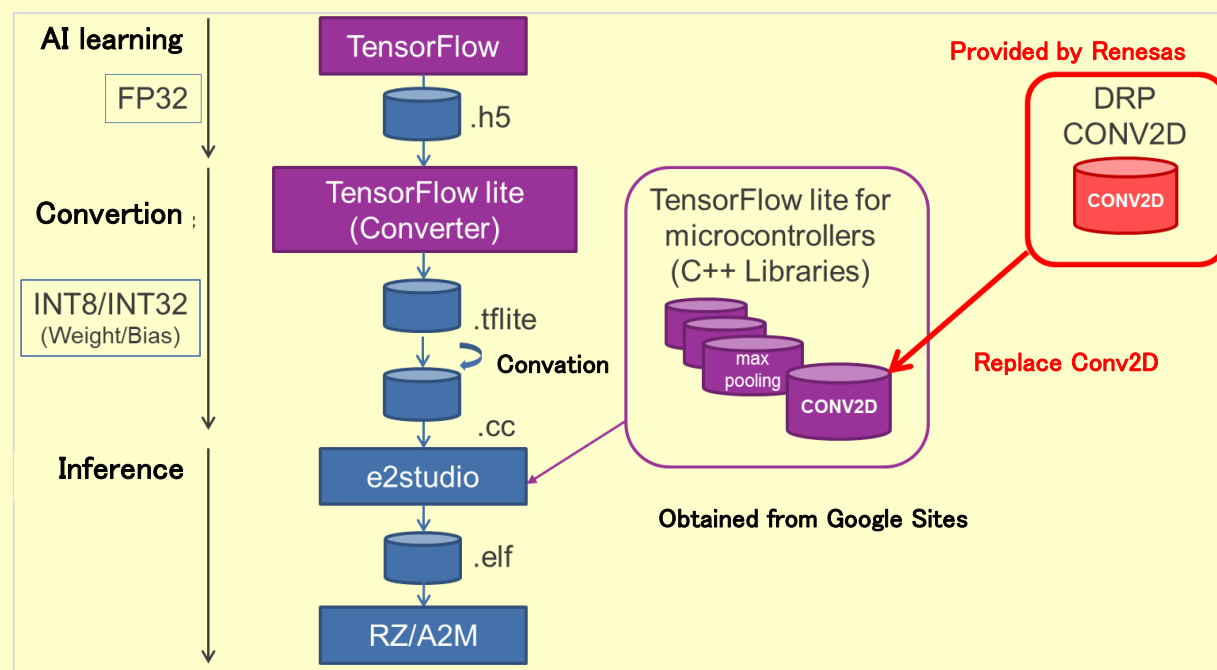 AI learning
FP32
TensorFlow
.h5
Convertion :
INT8/INT32
(Weight/Bias)
TensorFlow lite
(Converter)
.tflite
Convation
.cc
Inference
e2studio
.elf
RZ/A2M
TensorFlow lite for
microcontrollers
(C++ Libraries)
max
pooling
CONV2D
Obtained from Google Sites
Provided by Renesas
DRP
CONV2D
CONV2D
Replace Conv2D